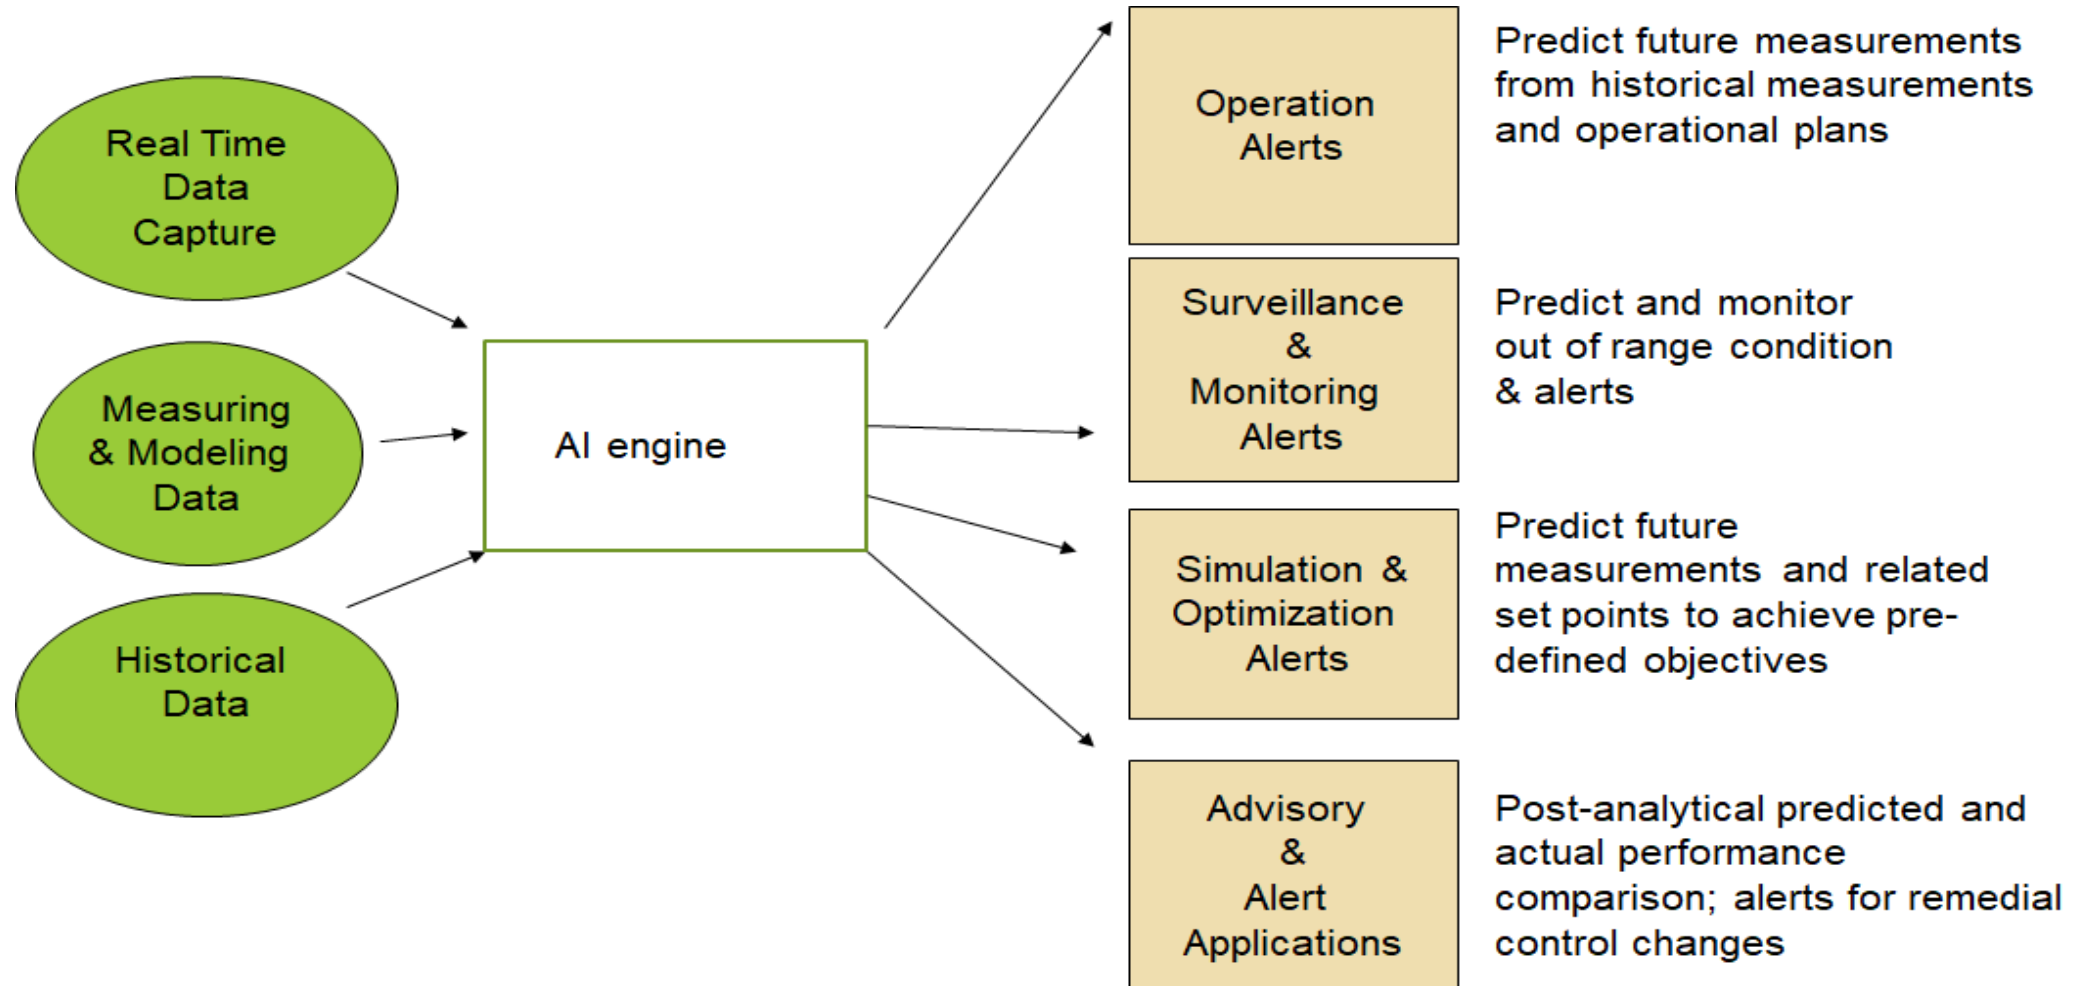 Real Time
Data
Capture
Measuring
& Modeling
Data
Historical
Data
AI engine
Operation
Alerts
Predict future measurements
from historical measurements
and operational plans
Surveillance
&
Monitoring
Alerts
Predict and monitor
out of range condition
& alerts
Simulation &
Optimization
Alerts
Predict future
measurements and related
set points to achieve pre-
defined objectives
Advisory
&
Alert
Applications
Post-analytical predicted and
actual performance
comparison; alerts for remedial
control changes